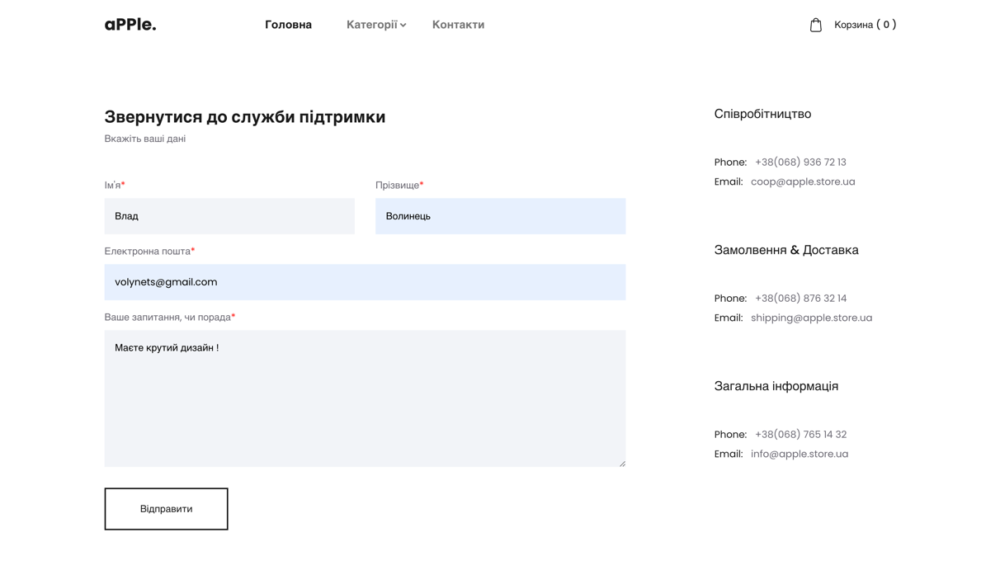 aPPle.
Головна
Категорії
Контакти
Корзина ( 0 )
Звернутися до служби підтримки
Вкажіть ваші дані
Ім'я*
Прізвище*
Влад
Волинець
Електронна пошта*
volynets@gmail.com
Ваше запитання, чи порада*
Маєте крутий дизайн !
Відправити
Співробітництво
Phone: +38(068) 936 72 13
Email: coop@apple.store.ua
Замолвення & Доставка
Phone: +38(068) 876 32 14
Email: shipping@apple.store.ua
Загальна інформація
Phone: +38(068) 765 14 32
Email: info@apple.store.ua